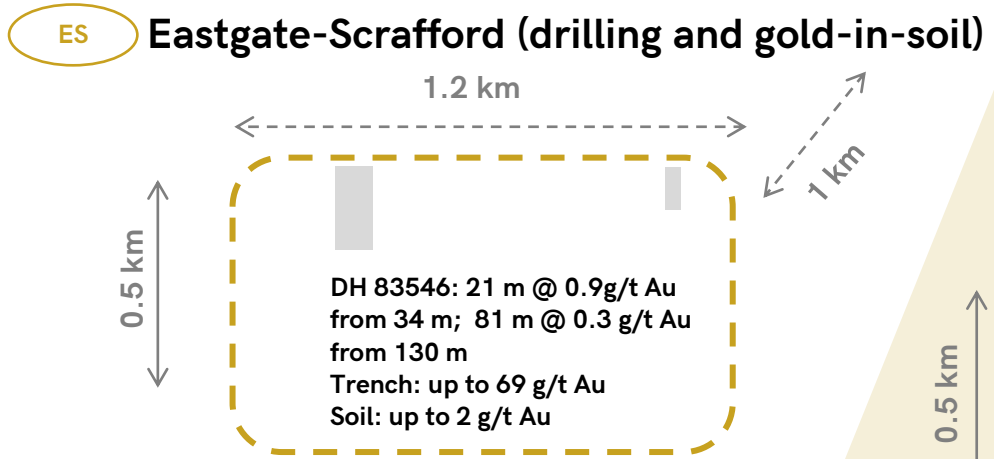 ES
Eastgate-Scrafford (drilling and gold-in-soil)
1.2 km
1 km
0.5 km
DH 83546: 21 m @ 0.9g/t Au
from 34 m;  81 m @ 0.3 g/t Au
from 130 m
Trench: up to 69 g/t Au
Soil: up to 2 g/t Au
0.5 km